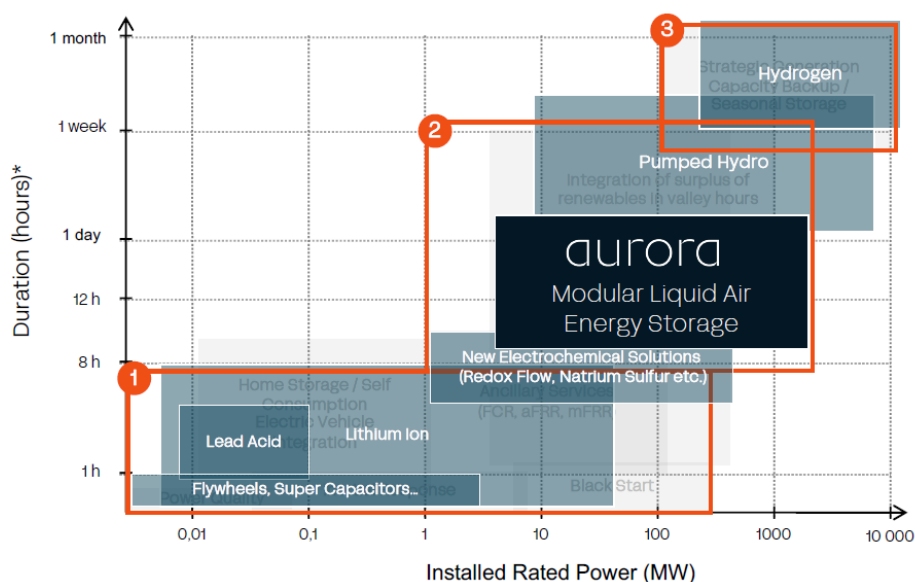 1 month
3
Strategic Generation
Hydrogen
Capacity Backup /
Seasonal Storage
1 week
2
Pumped Hydro
Integration of surplus of
renewables in valley hours
Duration (hours)*
1 day
aurora
12 h
Modular Liquid Air
Energy Storage
8 h
New Electrochemical Solutions
(Redox Flow, Natrium Sulfur etc.)
1
Home Storage / Self
Consumption
Electric Vehicle
Integration
Ancillary Services
(FCR, aFRR, mFRR)
Lead Acid
Lithium Ion
1 h
Flywheels, Super Capacitors...
Power Quality
Black Start
0,01
0,1
1
10
100
1000
10 000
Installed Rated Power (MW)